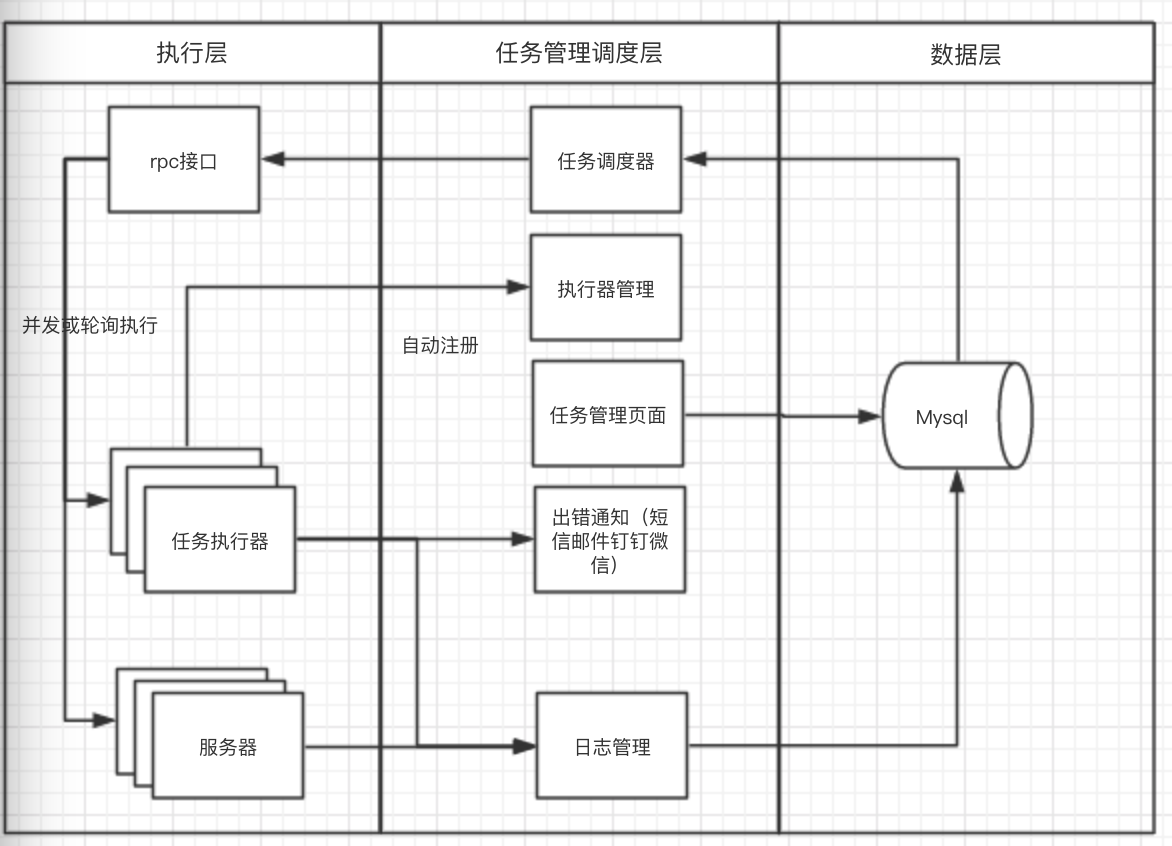 执行层
任务管理调度层
数据层
rpc接口
任务调度器
执行器管理
并发或轮询执行
自动注册
任务管理页面
Mysql
任务执行器
出错通知（短
信邮件钉钉微
信）
服务器
日志管理